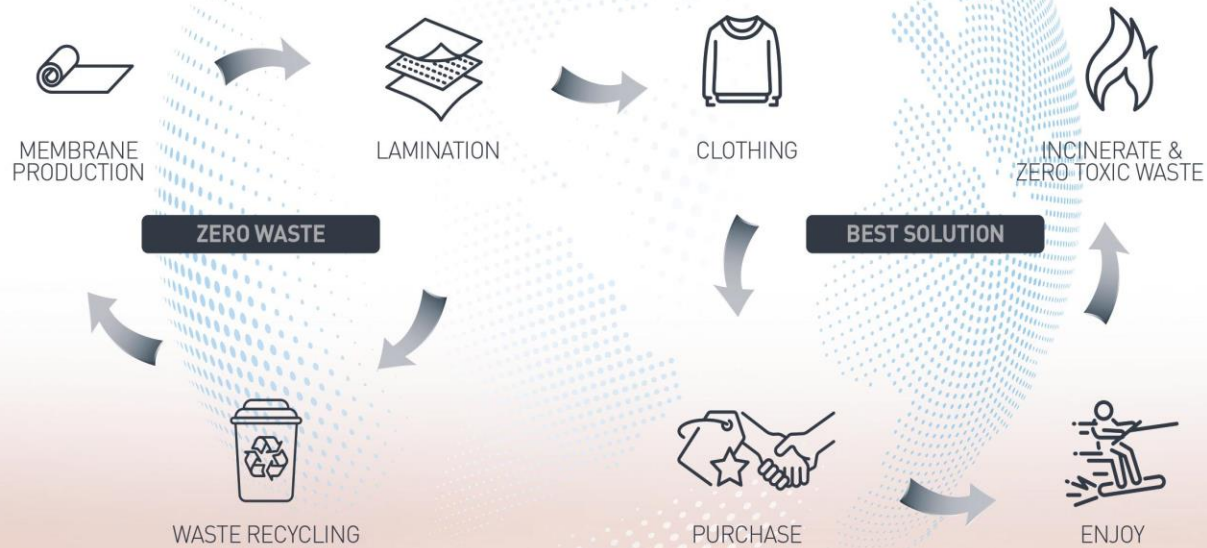 MEMBRANE
PRODUCTION
LAMINATION
CLOTHING
INCINERATE &
ZERO TOXIC WASTE
ZERO WASTE
BEST SOLUTION
WASTE RECYCLING
PURCHASE
ENJOY